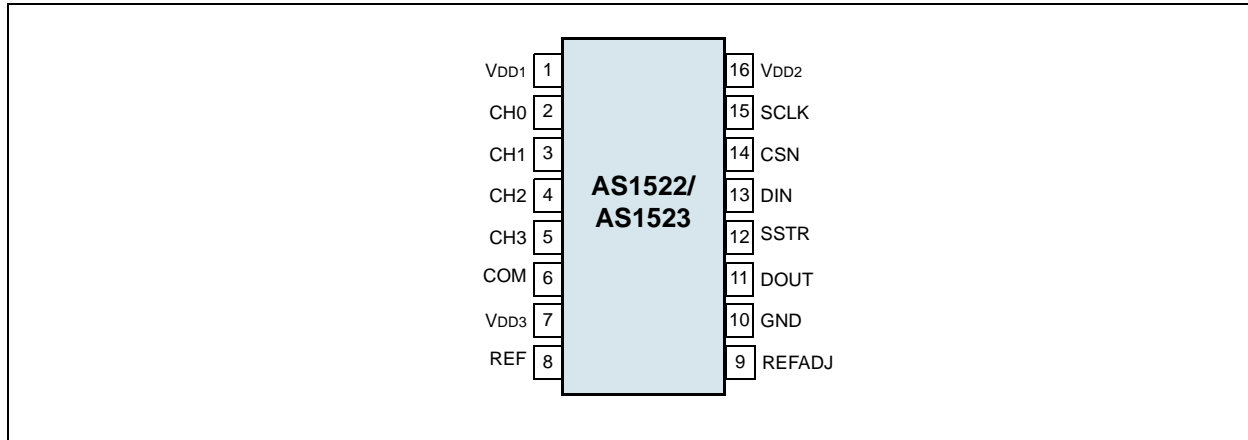 VDD1 1 16 VDD2
CH0 2 15 SCLK
CH1 3 14 CSN
CH2 4 13 DIN
AS1522/
AS1523
CH3 5 12 SSTR
COM 6 11 DOUT
VDD3 7 10 GND
REF 8 9 REFADJ